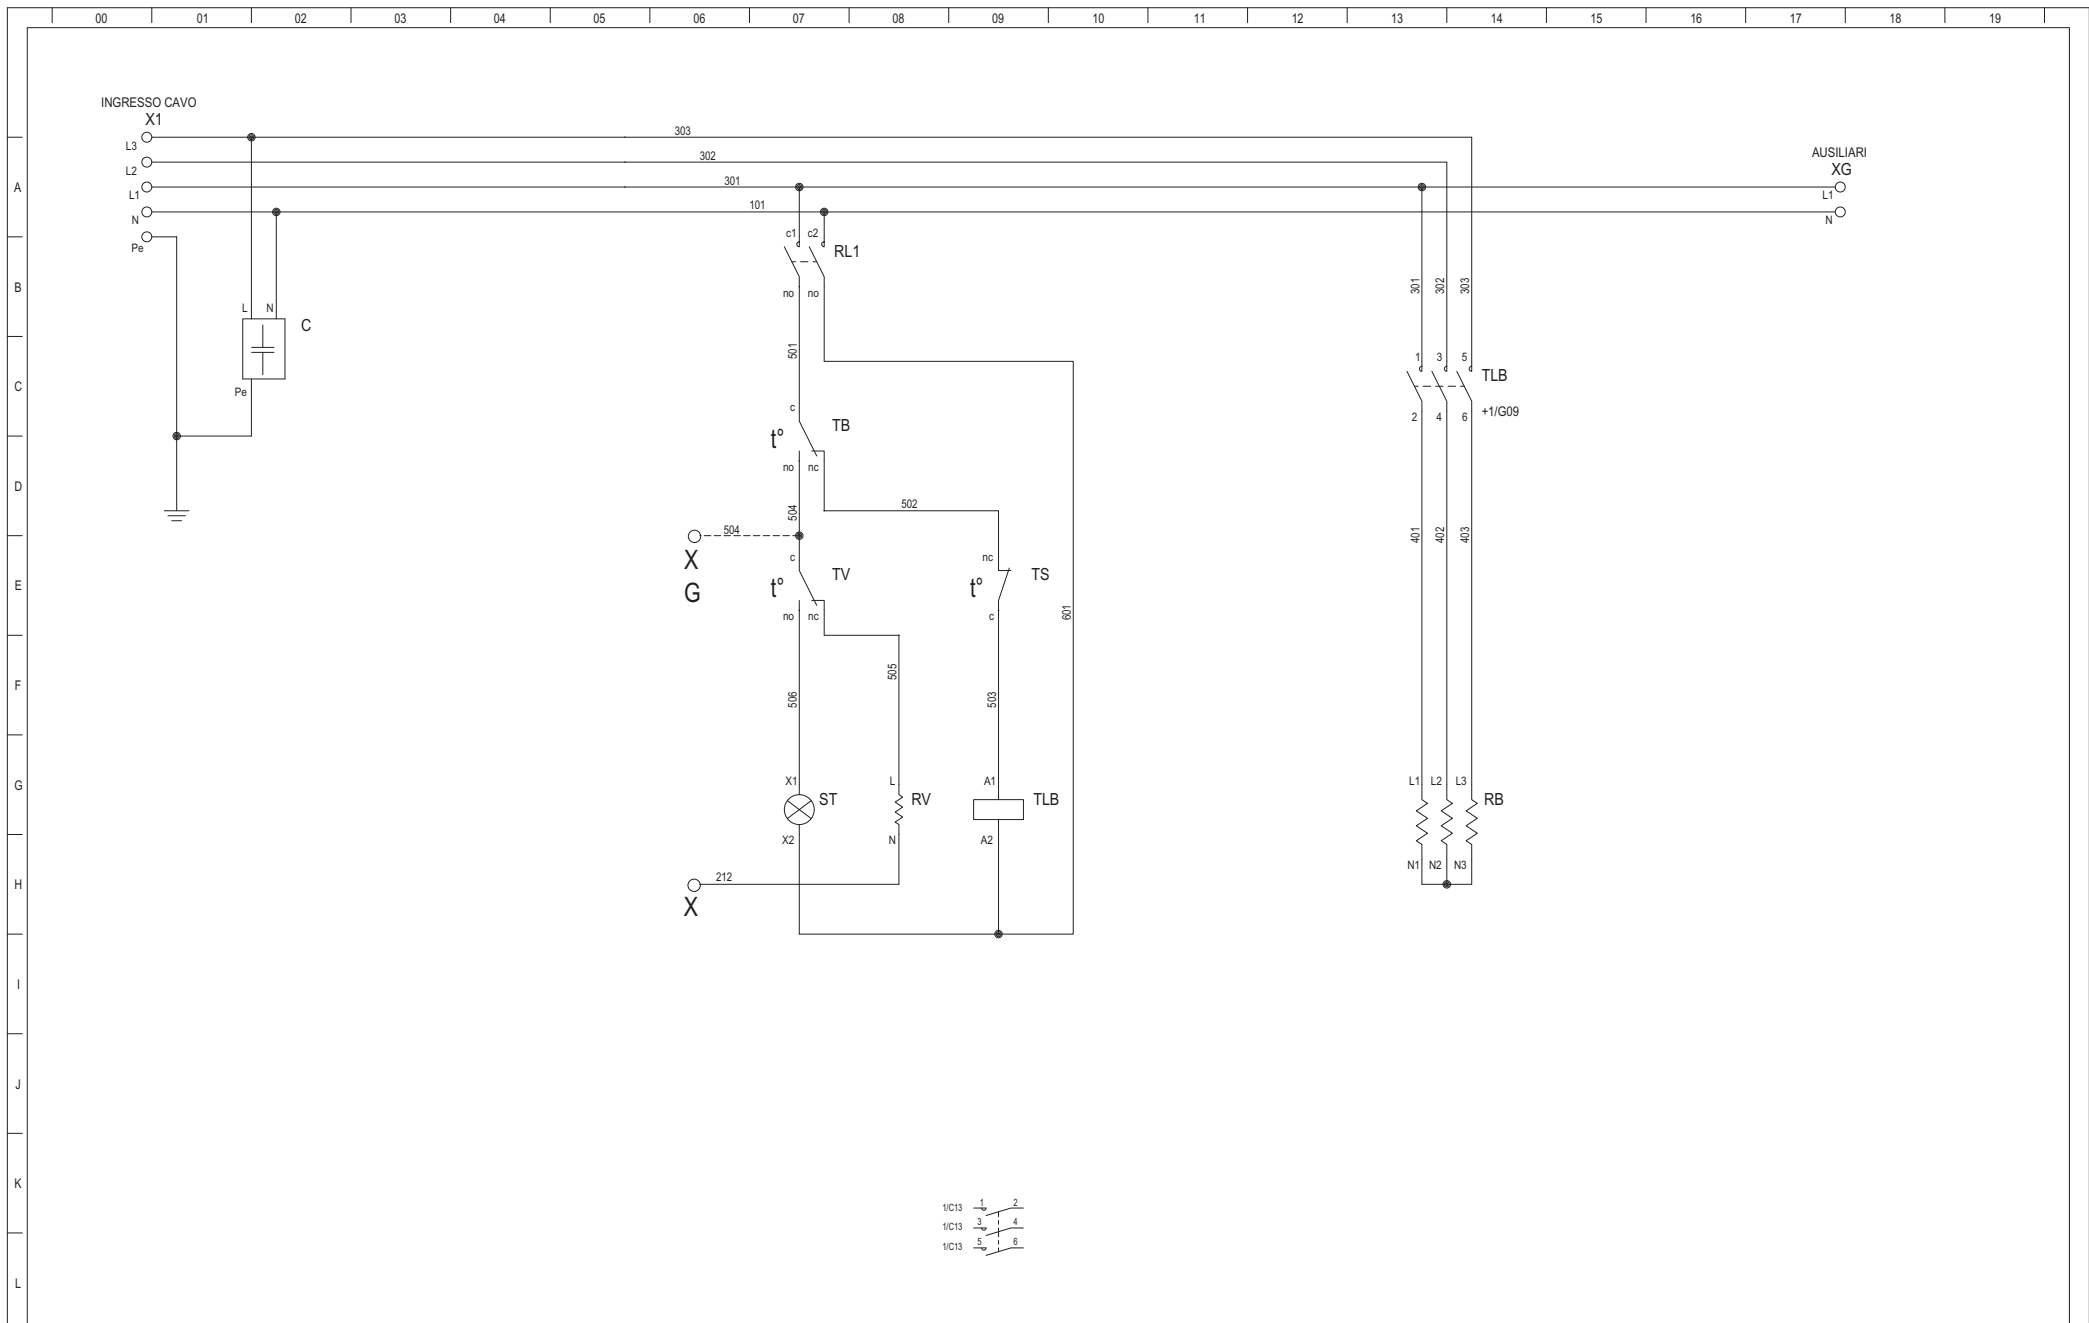 00 01 02 03 04 05 06 07 08 09 10 11 12 13 14 15 16 17 18 19
INGRESSO CAVO
X1
303
L3
302
AUSILIARI
L2
XG
A
301
L1
L1
101
N
N
Pe
c1 c2
RL1
B
301 302 303
no no
L N
C
501
1 3 5
TLB
C
Pe
c
2 4 6
+1/G09
TB
t°
no nc
D
502
504
504
401 402 403
X
G
c
nc
TV
TS
E
t°
t°
no nc
c
601
505
F
506
503
X1
L
A1
L1 L2 L3
G
ST
RV
TLB
RB
X2
N
A2
N1 N2 N3
212
H
X
I
J
K
1/C13 1 2
1/C13 3 4
1/C13 5 6
L